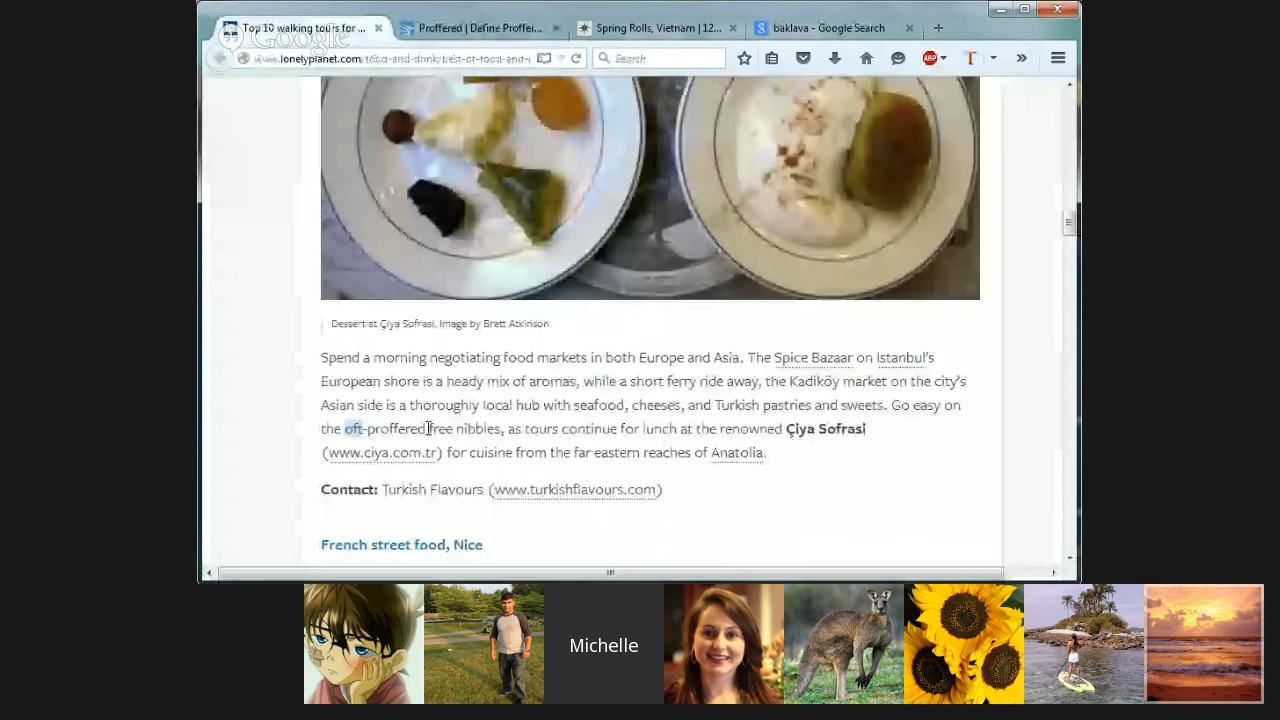 Top 10 walking tours for ...
Proffered | Define Proffer...
Spring Rolls, Vietnam | 12...
baklava - Google Search
Google
www.lonelyplanet.com
Search
ABP
Dessert at Çiya Sofrasi. Image by Brett Atkinson
Spend a morning negotiating food markets in both Europe and Asia. The Spice Bazaar on Istanbul's
European shore is a heady mix of aromas, while a short ferry ride away, the Kadiköy market on the city's
Asian side is a thoroughly local hub with seafood, cheeses, and Turkish pastries and sweets. Go easy on
the oft-proffered free nibbles, as tours continue for lunch at the renowned Çiya Sofrasi
(www.ciya.com.tr) for cuisine from the far eastern reaches of Anatolia.
Contact: Turkish Flavours (www.turkishflavours.com)
French street food, Nice
Michelle